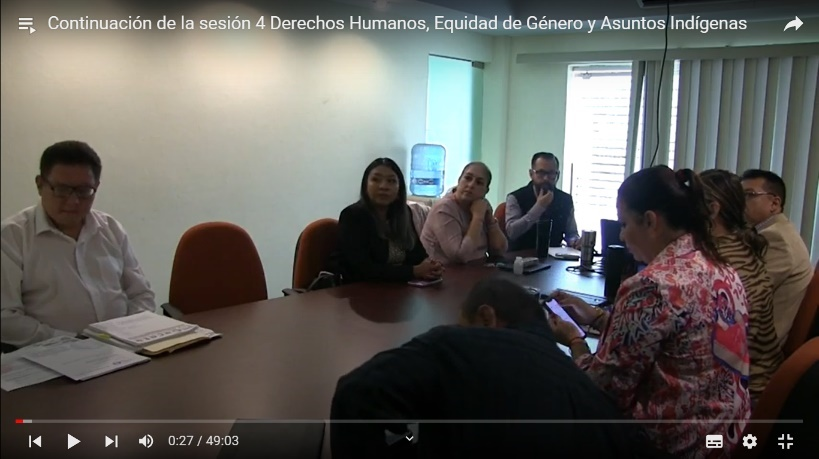 Continuación de la sesión 4 Derechos Humanos, Equidad de Género y Asuntos Indígenas
0:27 / 49:03